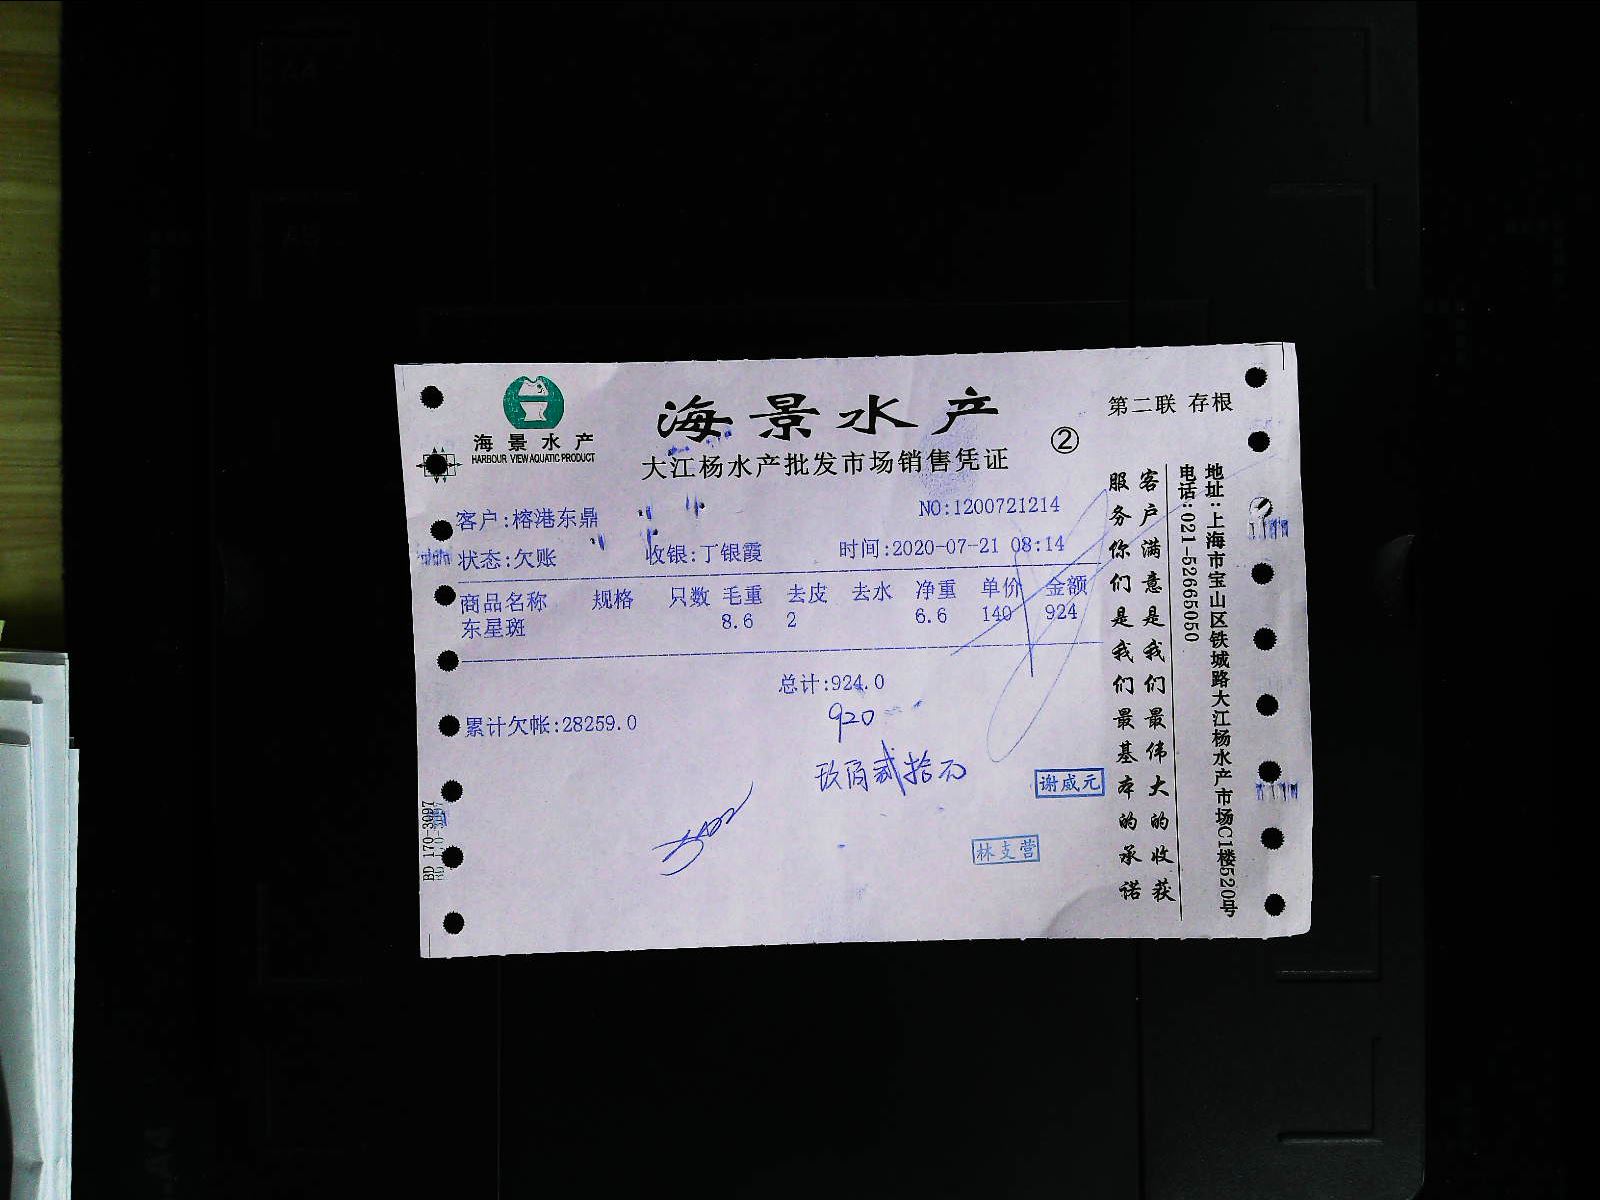 海景水产
HARBOUR VIEW AQUATIC PRODUCT
海景水产
大江杨水产批发市场销售凭证
②
第二联 存根
客户:榕港东鼎
NO:1200721214
状态:欠账
收银:丁银霞
时间:2020-07-21 08:14
商品名称 规格 只数 毛重 去皮 去水 净重 单价 金额
东星斑 8.6 2 6.6 140 924
总计:924.0
累计欠帐:28259.0
920
玖佰贰拾元
谢威元
林支营
客户满意是我们最伟大的收获
服务你们是我们最基本的承诺
地址:上海市宝山区铁城路大江杨水产市场C1楼520号
电话:021-52665050
BD 170-3097